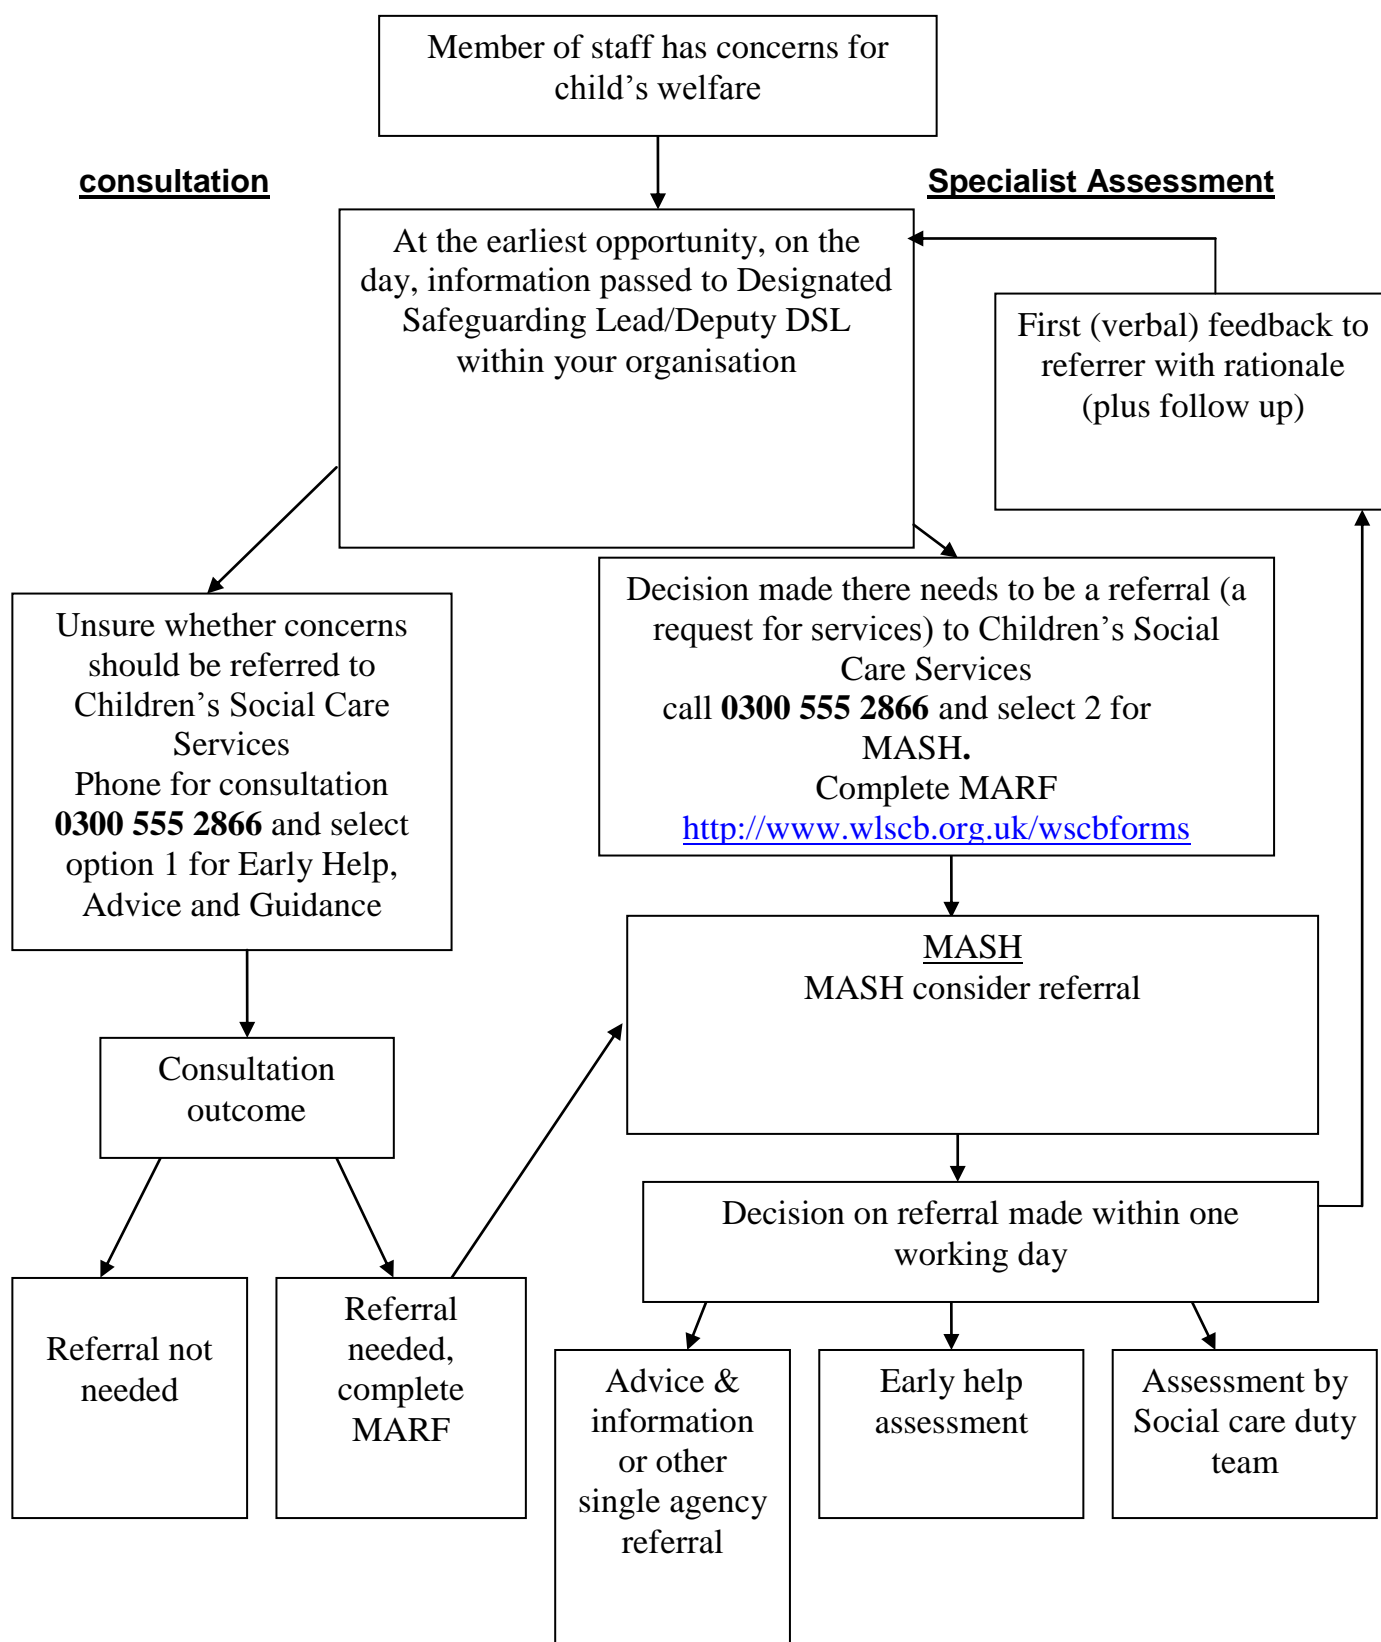 Member of staff has concerns for
child’s welfare
consultation
Specialist Assessment
At the earliest opportunity, on the
day, information passed to Designated
Safeguarding Lead/Deputy DSL
within your organisation
First (verbal) feedback to
referrer with rationale
(plus follow up)
Unsure whether concerns
should be referred to
Children’s Social Care
Services
Phone for consultation
0300 555 2866 and select
option 1 for Early Help,
Advice and Guidance
Decision made there needs to be a referral (a
request for services) to Children’s Social
Care Services
call 0300 555 2866 and select 2 for
MASH.
Complete MARF
http://www.wlscb.org.uk/wscbforms
MASH
MASH consider referral
Consultation
outcome
Decision on referral made within one
working day
Referral not
needed
Referral
needed,
complete
MARF
Advice &
information
or other
single agency
referral
Early help
assessment
Assessment by
Social care duty
team